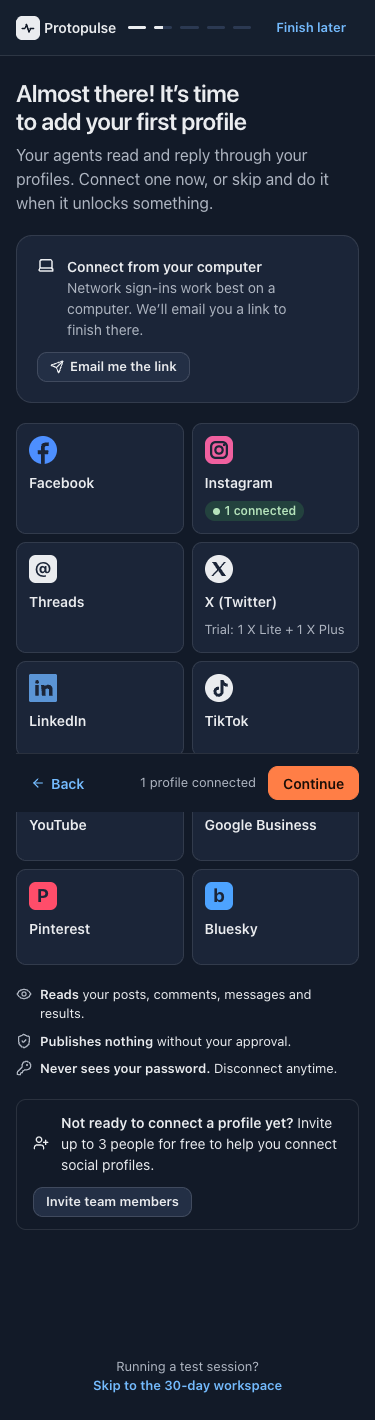 Protopulse
Finish later
Almost there! It’s time
to add your first profile
Your agents read and reply through your
profiles. Connect one now, or skip and do it
when it unlocks something.
Connect from your computer
Network sign-ins work best on a
computer. We’ll email you a link to
finish there.
Email me the link
Facebook
Instagram
1 connected
Threads
X (Twitter)
Trial: 1 X Lite + 1 X Plus
LinkedIn
TikTok
Back
1 profile connected
Continue
YouTube
Google Business
Pinterest
Bluesky
Reads your posts, comments, messages and
results.
Publishes nothing without your approval.
Never sees your password. Disconnect anytime.
Not ready to connect a profile yet? Invite
up to 3 people for free to help you connect
social profiles.
Invite team members
Running a test session?
Skip to the 30-day workspace